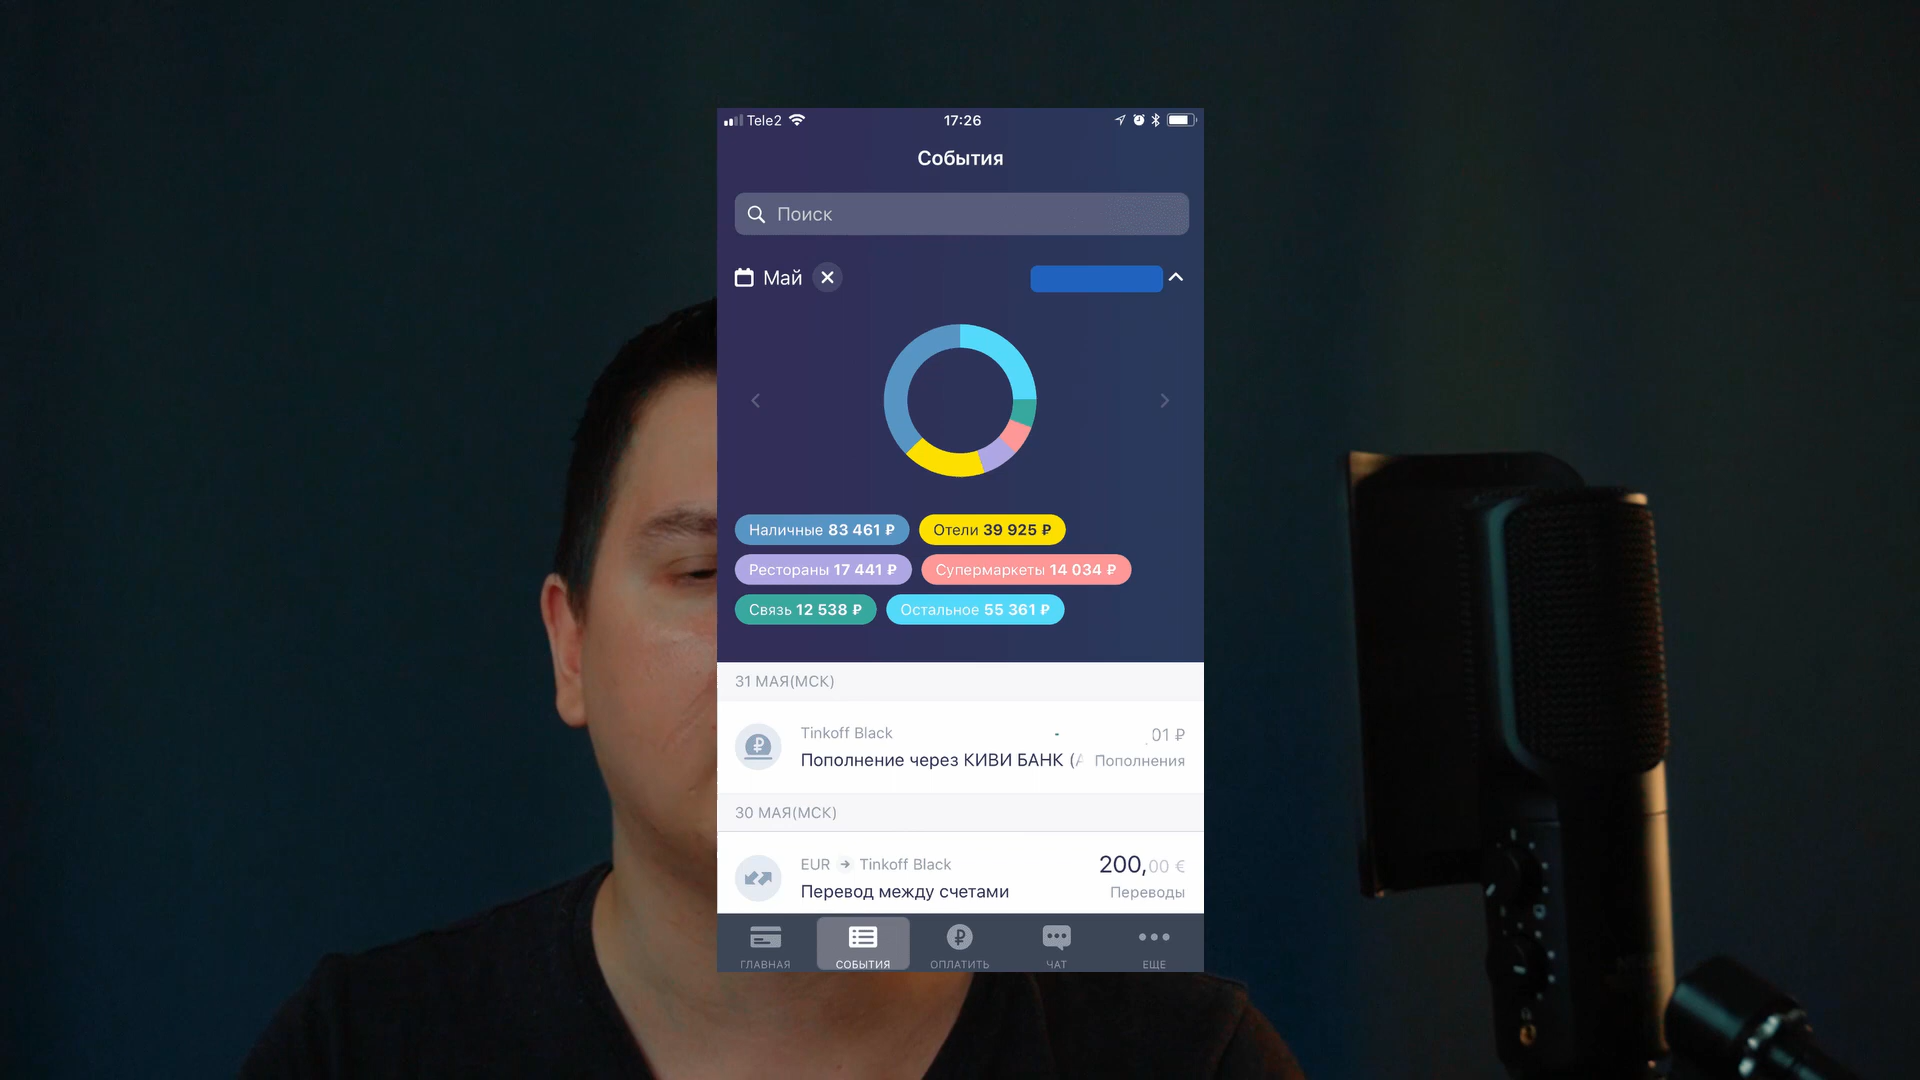 Tele2 17:26
События
Поиск
Май
Наличные 83 461 ₽ Отели 39 925 ₽
Рестораны 17 441 ₽ Супермаркеты 14 034 ₽
Связь 12 538 ₽ Остальное 55 361 ₽
31 МАЯ(МСК)
Tinkoff Black 01 ₽
Пополнение через КИВИ БАНК ( Пополнения
30 МАЯ(МСК)
EUR → Tinkoff Black 200,00 €
Перевод между счетами Переводы
ГЛАВНАЯ СОБЫТИЯ ОПЛАТИТЬ ЧАТ ЕЩЕ